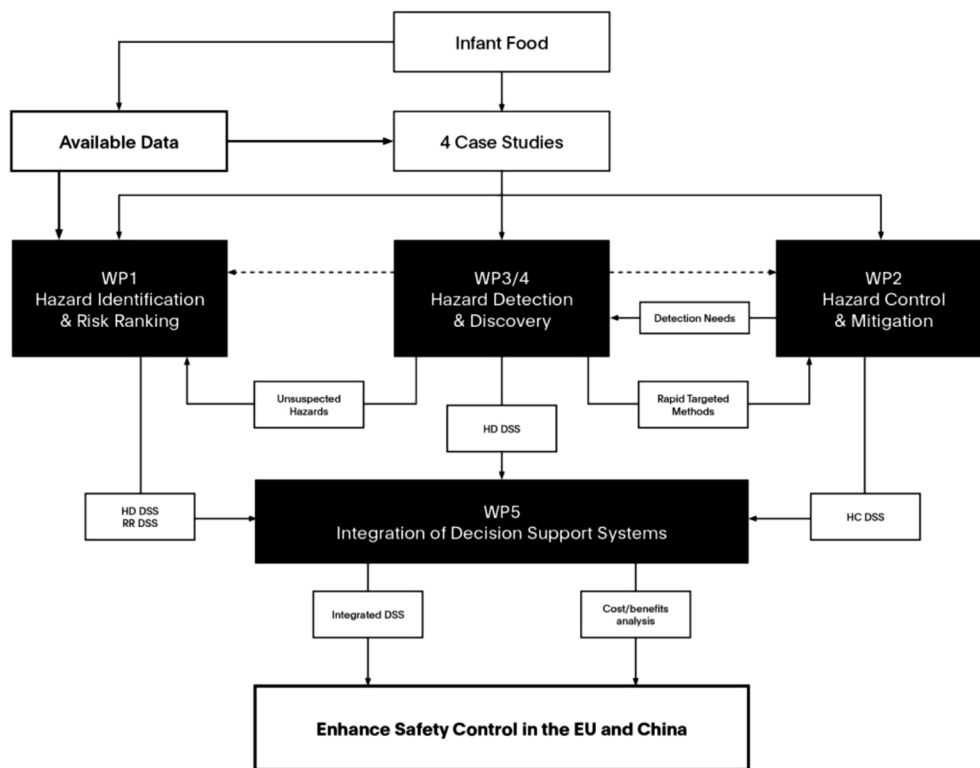 Infant Food
Available Data
4 Case Studies
WP1
Hazard Identification
& Risk Ranking
WP3/4
Hazard Detection
& Discovery
WP2
Hazard Control
& Mitigation
Detection Needs
Unsuspected
Hazards
Rapid Targeted
Methods
HD DSS
HD DSS
RR DSS
WP5
Integration of Decision Support Systems
HC DSS
Integrated DSS
Cost/benefits
analysis
Enhance Safety Control in the EU and China